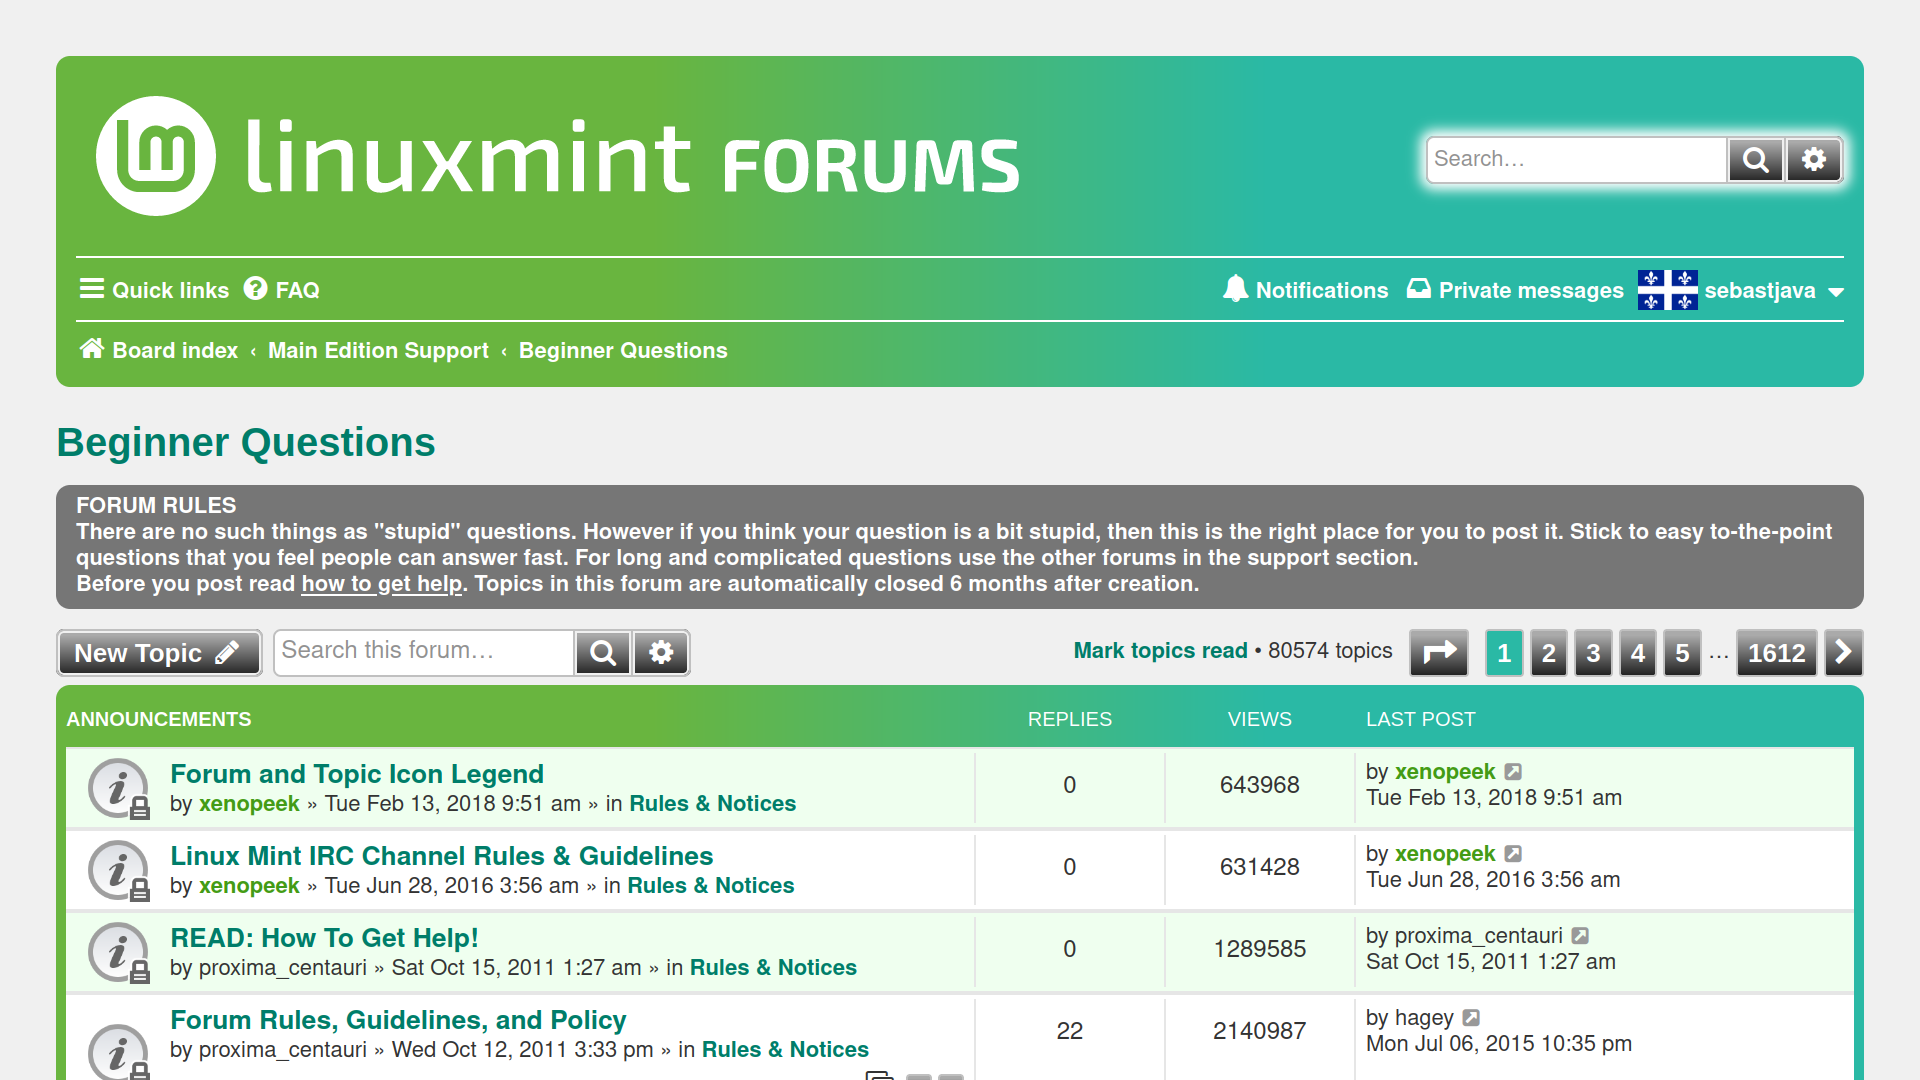 linuxmint FORUMS
Search…
Quick links FAQ
Notifications Private messages sebastjava
Board index ‹ Main Edition Support ‹ Beginner Questions
Beginner Questions
FORUM RULES
There are no such things as "stupid" questions. However if you think your question is a bit stupid, then this is the right place for you to post it. Stick to easy to-the-point
questions that you feel people can answer fast. For long and complicated questions use the other forums in the support section.
Before you post read how to get help. Topics in this forum are automatically closed 6 months after creation.
New Topic Search this forum… Mark topics read • 80574 topics 1 2 3 4 5 … 1612
ANNOUNCEMENTS REPLIES VIEWS LAST POST
Forum and Topic Icon Legend
by xenopeek » Tue Feb 13, 2018 9:51 am » in Rules & Notices
0 643968
by xenopeek
Tue Feb 13, 2018 9:51 am
Linux Mint IRC Channel Rules & Guidelines
by xenopeek » Tue Jun 28, 2016 3:56 am » in Rules & Notices
0 631428
by xenopeek
Tue Jun 28, 2016 3:56 am
READ: How To Get Help!
by proxima_centauri » Sat Oct 15, 2011 1:27 am » in Rules & Notices
0 1289585
by proxima_centauri
Sat Oct 15, 2011 1:27 am
Forum Rules, Guidelines, and Policy
by proxima_centauri » Wed Oct 12, 2011 3:33 pm » in Rules & Notices
22 2140987
by hagey
Mon Jul 06, 2015 10:35 pm